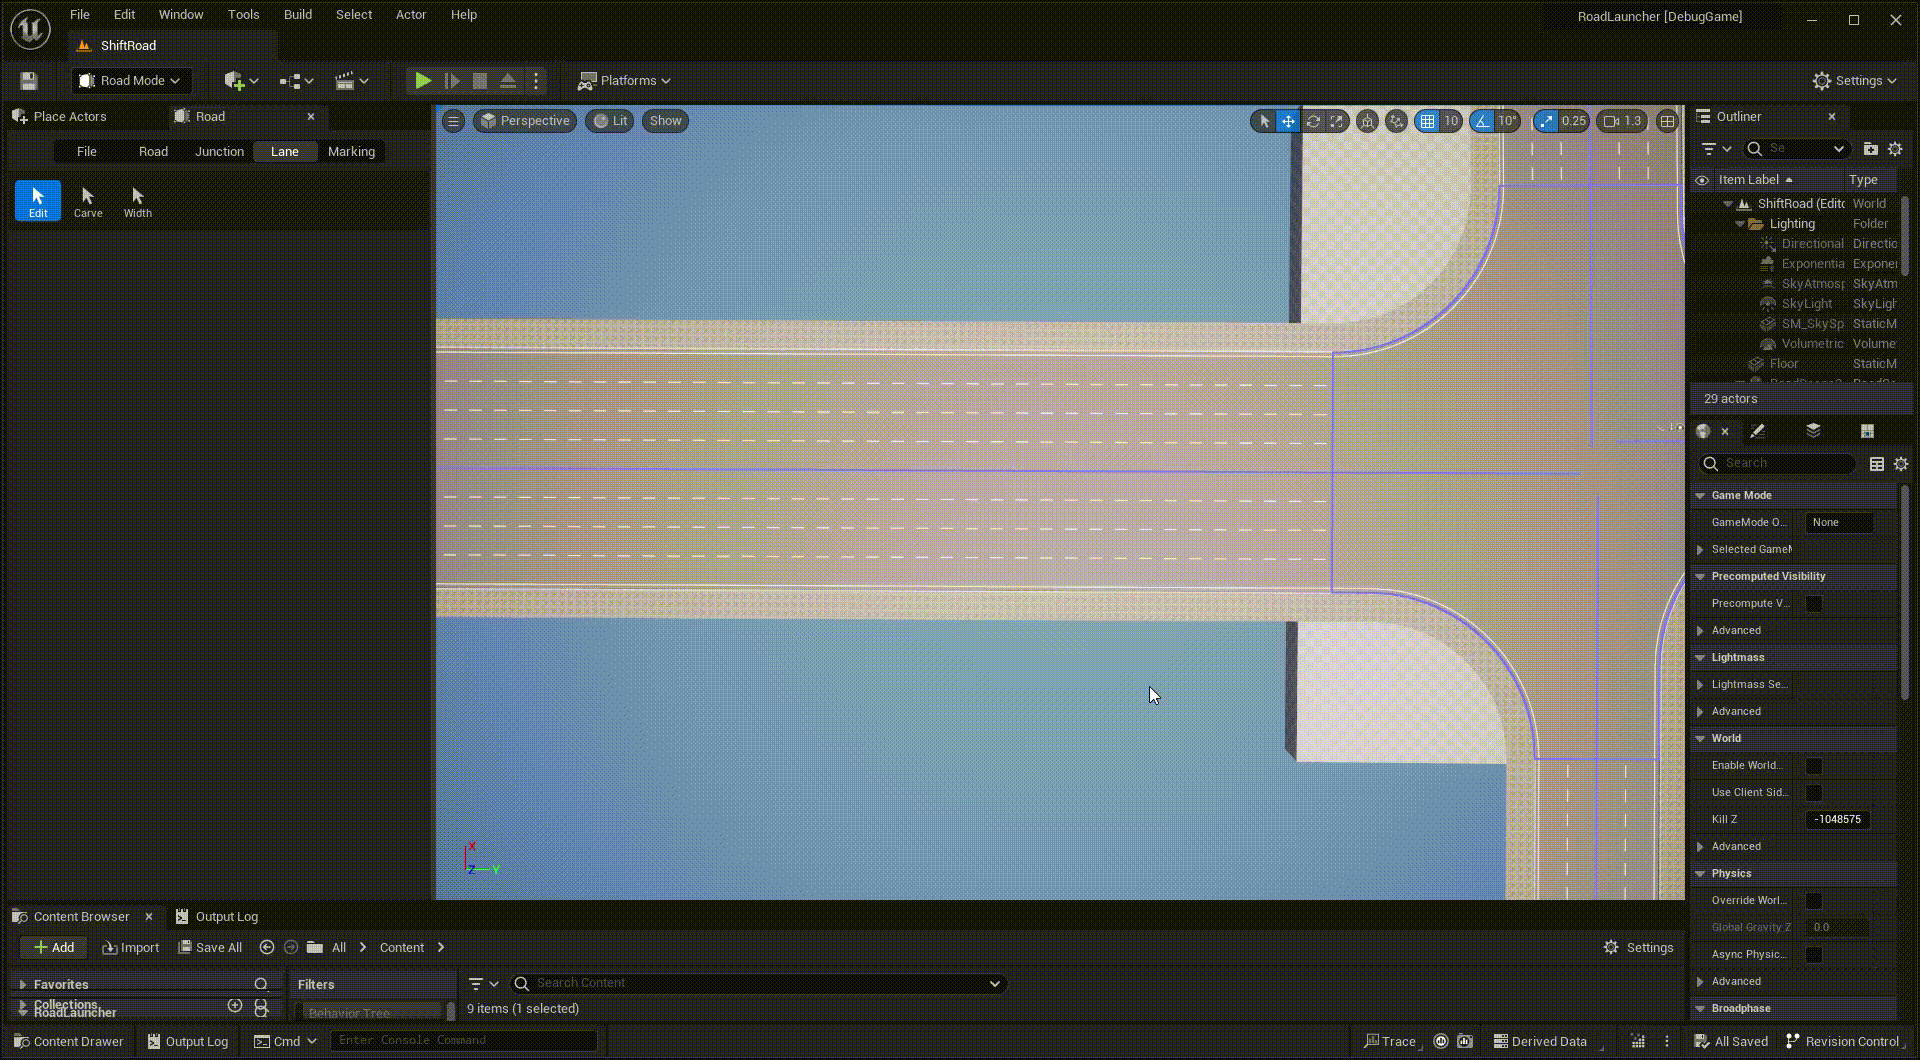 File Edit Window Tools Build Select Actor Help
RoadLauncher [DebugGame]
ShiftRoad
Road Mode
Platforms
Settings
Place Actors
Road
File Road Junction Lane Marking
Edit Carve Width
Perspective Lit Show
10 10° 0.25 1.3
X
Z Y
Outliner
Se
Item Label Type
ShiftRoad (Edito World
Lighting Folder
Directional Directio
Exponentia Exponen
SkyAtmosp SkyAtm
SkyLight SkyLigh
SM_SkySp StaticM
Volumetric Volume
Floor StaticM
29 actors
Search
Game Mode
GameMode O... None
Selected GameM
Precomputed Visibility
Precompute V...
Advanced
Lightmass
Lightmass Se...
Advanced
World
Enable World...
Use Client Sid...
Kill Z -1048575
Advanced
Physics
Override Worl...
Global Gravity Z 0.0
Async Physic...
Advanced
Broadphase
Content Browser
Output Log
Add Import Save All All Content
Settings
Favorites
Collections
RoadLauncher
Filters
Behavior Tree
Search Content
9 items (1 selected)
Content Drawer Output Log Cmd Enter Console Command
Trace Derived Data All Saved Revision Control